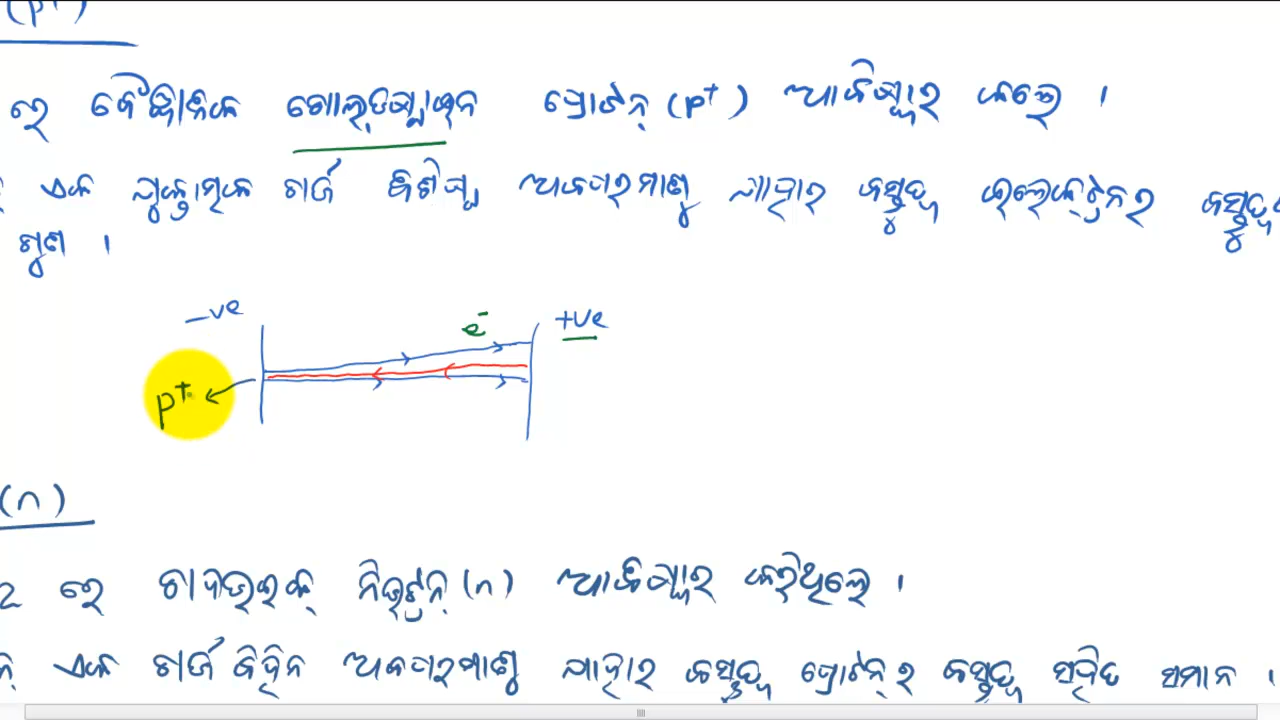 (p+)
ରେ ବୈଜ୍ଞାନିକ ଗୋଲ୍ଡଷ୍ଟାଇନ ପ୍ରୋଟନ୍ (p+) ଆବିଷ୍କାର କଲେ ।
ଏକ ଯୁକ୍ତାତ୍ମକ ଚାର୍ଜ ବିଶିଷ୍ଟ ଅବପରମାଣୁ ଯାହାର ବସ୍ତୁତ୍ୱ ଇଲେକ୍ଟ୍ରନର ବସ୍ତୁତ୍ୱ
ଗୁଣ ।
-ve e- +ve
p+
(n)
ରେ ଚାଡୱିକ୍ ନିଉଟ୍ରନ୍ (n) ଆବିଷ୍କାର କରିଥିଲେ ।
ଏକ ଚାର୍ଜ ବିହିନ ଅବପରମାଣୁ ଯାହାର ବସ୍ତୁତ୍ୱ ପ୍ରୋଟନ୍ ର ବସ୍ତୁତ୍ୱ ସହିତ ସମାନ ।